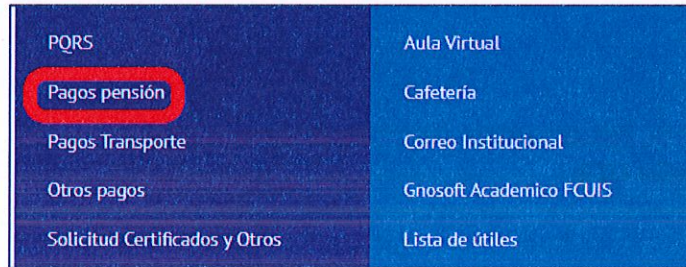 PQRS
Pagos pensión
Pagos Transporte
Otros pagos
Solicitud Certificados y Otros
Aula Virtual
Cafetería
Correo Institucional
Gnosoft Academico FCUIS
Lista de útiles